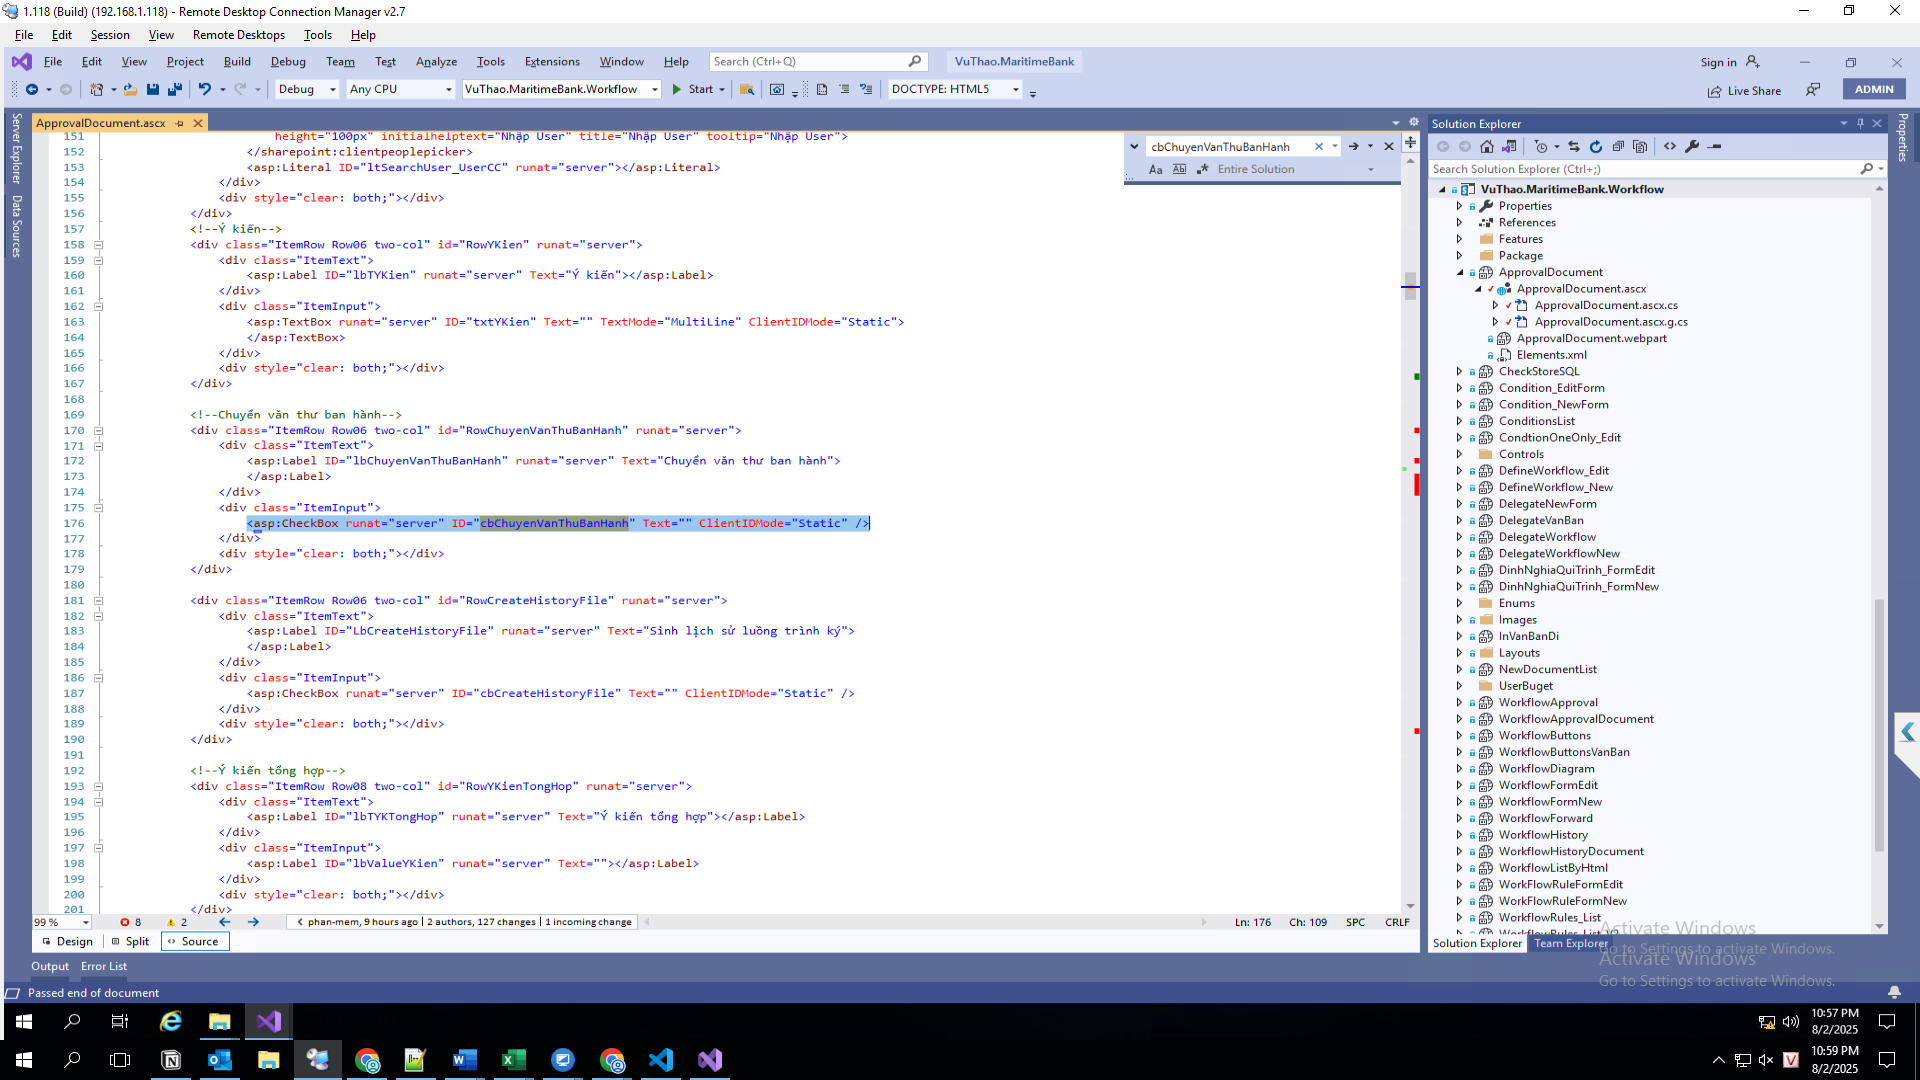 1.118 (Build) (192.168.1.118) - Remote Desktop Connection Manager v2.7
File Edit Session View Remote Desktops Tools Help
File Edit View Project Build Debug Team Test Analyze Tools Extensions Window Help Search (Ctrl+Q) VuThao.MaritimeBank Sign in
Debug Any CPU VuThao.MaritimeBank.Workflow Start DOCTYPE: HTML5 Live Share ADMIN
Server Explorer
Data Sources
ApprovalDocument.ascx
151 height="100px" initialhelptext="Nhập User" title="Nhập User" tooltip="Nhập User">
152 </sharepoint:clientpeoplepicker>
153 <asp:Literal ID="ltSearchUser_UserCC" runat="server"></asp:Literal>
154 </div>
155 <div style="clear: both;"></div>
156 </div>
157 <!--Ý kiến-->
158 <div class="ItemRow Row06 two-col" id="RowYKien" runat="server">
159 <div class="ItemText">
160 <asp:Label ID="lbTYKien" runat="server" Text="Ý kiến"></asp:Label>
161 </div>
162 <div class="ItemInput">
163 <asp:TextBox runat="server" ID="txtYKien" Text="" TextMode="MultiLine" ClientIDMode="Static">
164 </asp:TextBox>
165 </div>
166 <div style="clear: both;"></div>
167 </div>
168
169 <!--Chuyển văn thư ban hành-->
170 <div class="ItemRow Row06 two-col" id="RowChuyenVanThuBanHanh" runat="server">
171 <div class="ItemText">
172 <asp:Label ID="lbChuyenVanThuBanHanh" runat="server" Text="Chuyển văn thư ban hành">
173 </asp:Label>
174 </div>
175 <div class="ItemInput">
176 <asp:CheckBox runat="server" ID="cbChuyenVanThuBanHanh" Text="" ClientIDMode="Static" />
177 </div>
178 <div style="clear: both;"></div>
179 </div>
180
181 <div class="ItemRow Row06 two-col" id="RowCreateHistoryFile" runat="server">
182 <div class="ItemText">
183 <asp:Label ID="LbCreateHistoryFile" runat="server" Text="Sinh lịch sử luồng trình ký">
184 </asp:Label>
185 </div>
186 <div class="ItemInput">
187 <asp:CheckBox runat="server" ID="cbCreateHistoryFile" Text="" ClientIDMode="Static" />
188 </div>
189 <div style="clear: both;"></div>
190 </div>
191
192 <!--Ý kiến tổng hợp-->
193 <div class="ItemRow Row08 two-col" id="RowYKienTongHop" runat="server">
194 <div class="ItemText">
195 <asp:Label ID="lbTYKTongHop" runat="server" Text="Ý kiến tổng hợp"></asp:Label>
196 </div>
197 <div class="ItemInput">
198 <asp:Label ID="lbValueYKien" runat="server" Text=""></asp:Label>
199 </div>
200 <div style="clear: both;"></div>
201 </div>
cbChuyenVanThuBanHanh
Aa Ab Entire Solution
99 % 8 2 phan-mem, 9 hours ago | 2 authors, 127 changes | 1 incoming change Ln: 176 Ch: 109 SPC CRLF
Design Split Source
Output Error List
Passed end of document
Solution Explorer
Search Solution Explorer (Ctrl+;)
VuThao.MaritimeBank.Workflow
Properties
References
Features
Package
ApprovalDocument
ApprovalDocument.ascx
ApprovalDocument.ascx.cs
ApprovalDocument.ascx.g.cs
ApprovalDocument.webpart
Elements.xml
CheckStoreSQL
Condition_EditForm
Condition_NewForm
ConditionsList
CondtionOneOnly_Edit
Controls
DefineWorkflow_Edit
DefineWorkflow_New
DelegateNewForm
DelegateVanBan
DelegateWorkflow
DelegateWorkflowNew
DinhNghiaQuiTrinh_FormEdit
DinhNghiaQuiTrinh_FormNew
Enums
Images
InVanBanDi
Layouts
NewDocumentList
UserBuget
WorkflowApproval
WorkflowApprovalDocument
WorkflowButtons
WorkflowButtonsVanBan
WorkflowDiagram
WorkflowFormEdit
WorkflowFormNew
WorkflowForward
WorkflowHistory
WorkflowHistoryDocument
WorkflowListByHtml
WorkFlowRuleFormEdit
WorkFlowRuleFormNew
WorkflowRules_List
WorkflowRules_List_V2
Solution Explorer Team Explorer
Properties
Activate Windows
Go to Settings to activate Windows.
Activate Windows
Go to Settings to activate Windows.
10:57 PM
8/2/2025
10:59 PM
8/2/2025